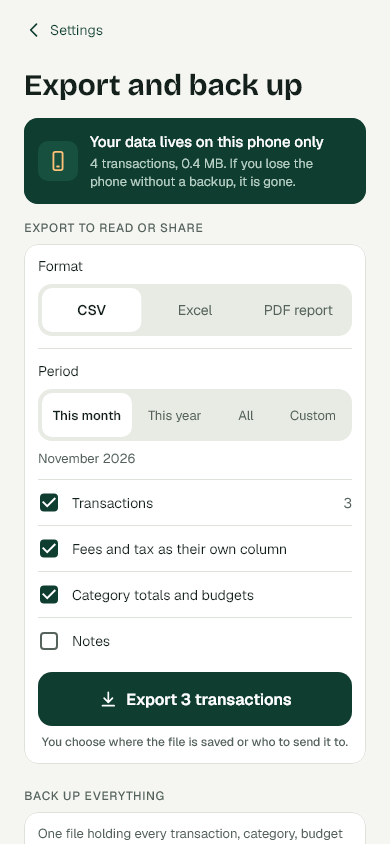 Settings
Export and back up
Your data lives on this phone only
4 transactions, 0.4 MB. If you lose the
phone without a backup, it is gone.
EXPORT TO READ OR SHARE
Format
CSV Excel PDF report
Period
This month This year All Custom
November 2026
Transactions 3
Fees and tax as their own column
Category totals and budgets
Notes
Export 3 transactions
You choose where the file is saved or who to send it to.
BACK UP EVERYTHING
One file holding every transaction, category, budget